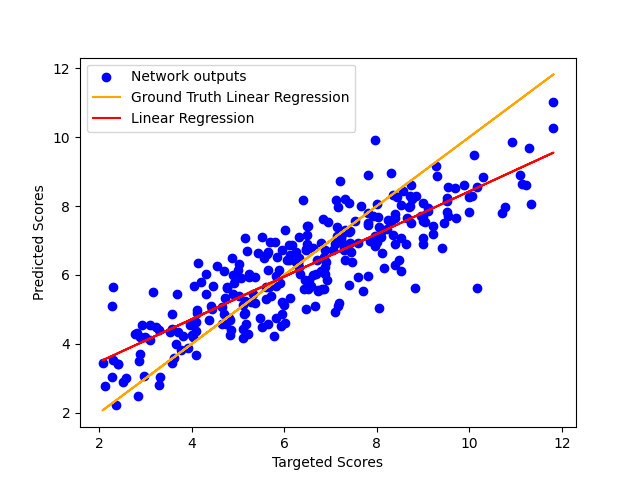 Network outputs
Ground Truth Linear Regression
Linear Regression
12
10
8
6
4
2
Predicted Scores
2 4 6 8 10 12
Targeted Scores